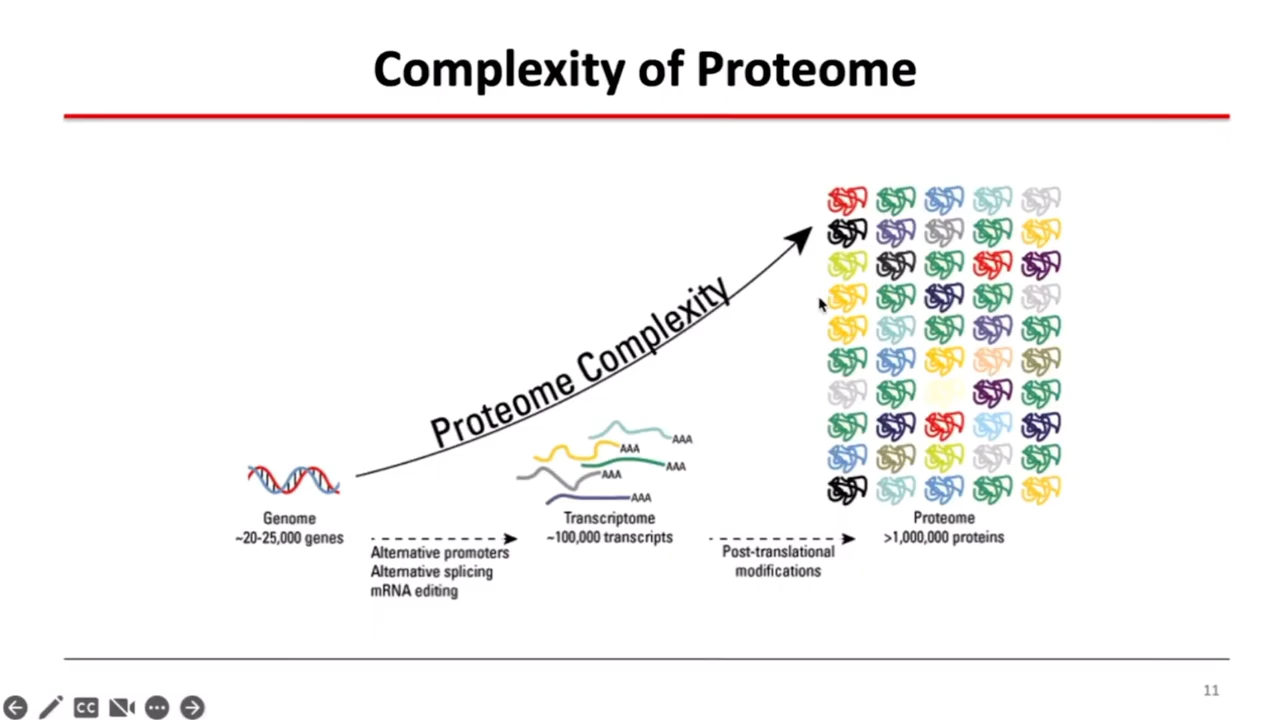 Complexity of Proteome
Proteome Complexity
AAA
AAA
AAA
AAA
AAA
Genome
~20-25,000 genes
Alternative promoters
Alternative splicing
mRNA editing
Transcriptome
~100,000 transcripts
Post-translational
modifications
Proteome
>1,000,000 proteins
11
CC